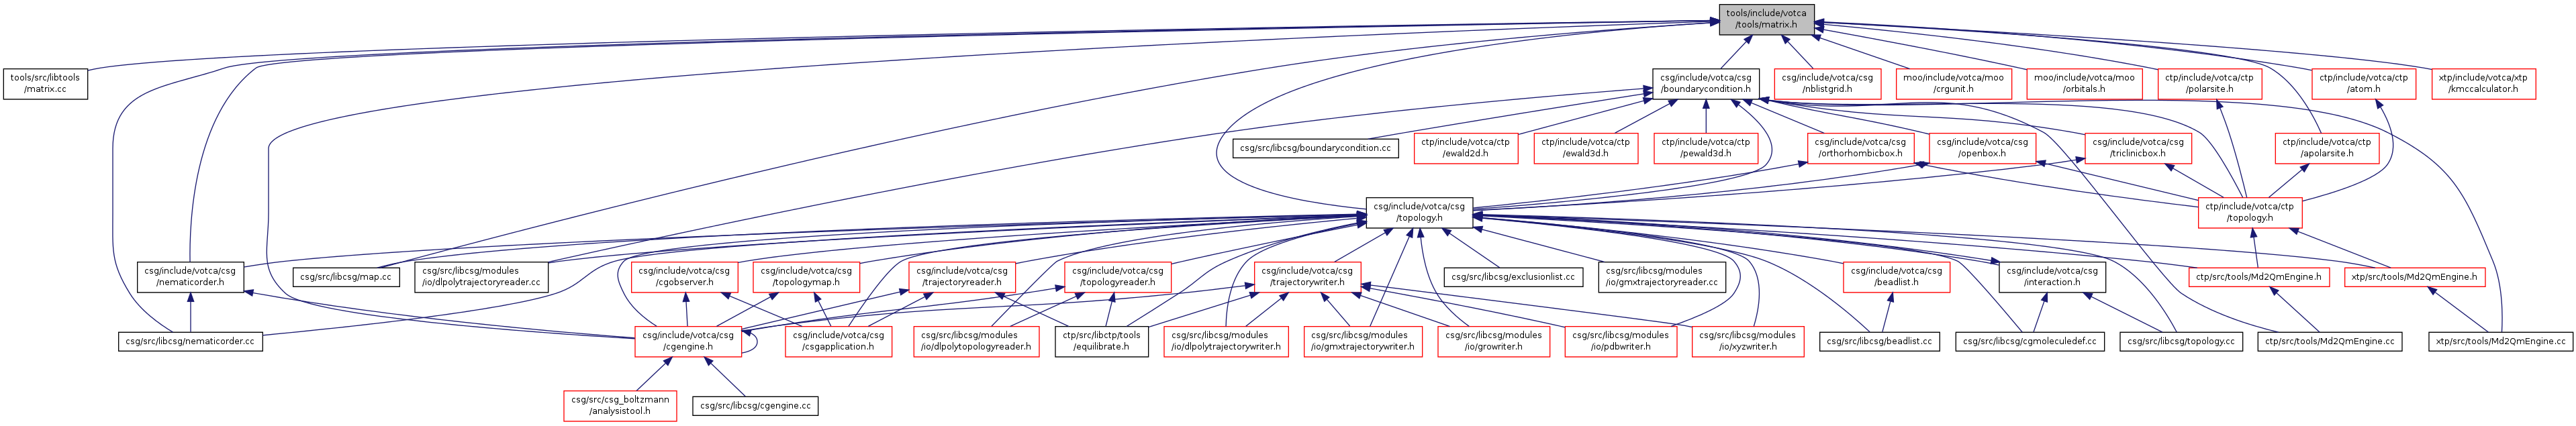 tools/include/votca
/tools/matrix.h
tools/src/libtools
/matrix.cc
csg/include/votca/csg
/boundarycondition.h
csg/include/votca/csg
/nblistgrid.h
moo/include/votca/moo
/crgunit.h
moo/include/votca/moo
/orbitals.h
ctp/include/votca/ctp
/polarsite.h
ctp/include/votca/ctp
/atom.h
xtp/include/votca/xtp
/kmccalculator.h
csg/src/libcsg/boundarycondition.cc
ctp/include/votca/ctp
/ewald2d.h
ctp/include/votca/ctp
/ewald3d.h
ctp/include/votca/ctp
/pewald3d.h
csg/include/votca/csg
/orthorhombicbox.h
csg/include/votca/csg
/openbox.h
csg/include/votca/csg
/triclinicbox.h
ctp/include/votca/ctp
/apolarsite.h
csg/include/votca/csg
/topology.h
ctp/include/votca/ctp
/topology.h
csg/include/votca/csg
/nematicorder.h
csg/src/libcsg/map.cc
csg/src/libcsg/modules
/io/dlpolytrajectoryreader.cc
csg/include/votca/csg
/cgobserver.h
csg/include/votca/csg
/topologymap.h
csg/include/votca/csg
/trajectoryreader.h
csg/include/votca/csg
/topologyreader.h
csg/include/votca/csg
/trajectorywriter.h
csg/src/libcsg/exclusionlist.cc
csg/src/libcsg/modules
/io/gmxtrajectoryreader.cc
csg/include/votca/csg
/beadlist.h
csg/include/votca/csg
/interaction.h
ctp/src/tools/Md2QmEngine.h
xtp/src/tools/Md2QmEngine.h
csg/src/libcsg/nematicorder.cc
csg/include/votca/csg
/cgengine.h
csg/include/votca/csg
/csgapplication.h
csg/src/libcsg/modules
/io/dlpolytopologyreader.h
ctp/src/libctp/tools
/equilibrate.h
csg/src/libcsg/modules
/io/dlpolytrajectorywriter.h
csg/src/libcsg/modules
/io/gmxtrajectorywriter.h
csg/src/libcsg/modules
/io/growriter.h
csg/src/libcsg/modules
/io/pdbwriter.h
csg/src/libcsg/modules
/io/xyzwriter.h
csg/src/libcsg/beadlist.cc
csg/src/libcsg/cgmoleculedef.cc
csg/src/libcsg/topology.cc
ctp/src/tools/Md2QmEngine.cc
xtp/src/tools/Md2QmEngine.cc
csg/src/csg_boltzmann
/analysistool.h
csg/src/libcsg/cgengine.cc